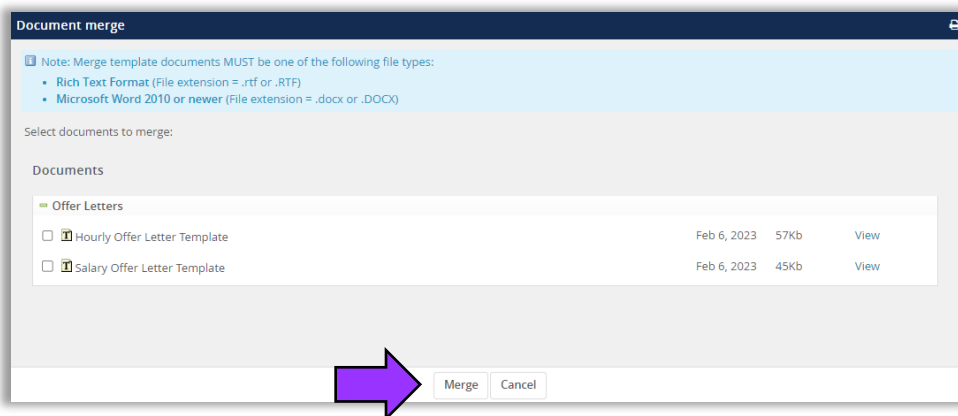 Document merge
Note: Merge template documents MUST be one of the following file types:
• Rich Text Format (File extension = .rtf or .RTF)
• Microsoft Word 2010 or newer (File extension = .docx or .DOCX)
Select documents to merge:
Documents
Offer Letters
Hourly Offer Letter Template Feb 6, 2023 57Kb View
Salary Offer Letter Template Feb 6, 2023 45Kb View
Merge Cancel